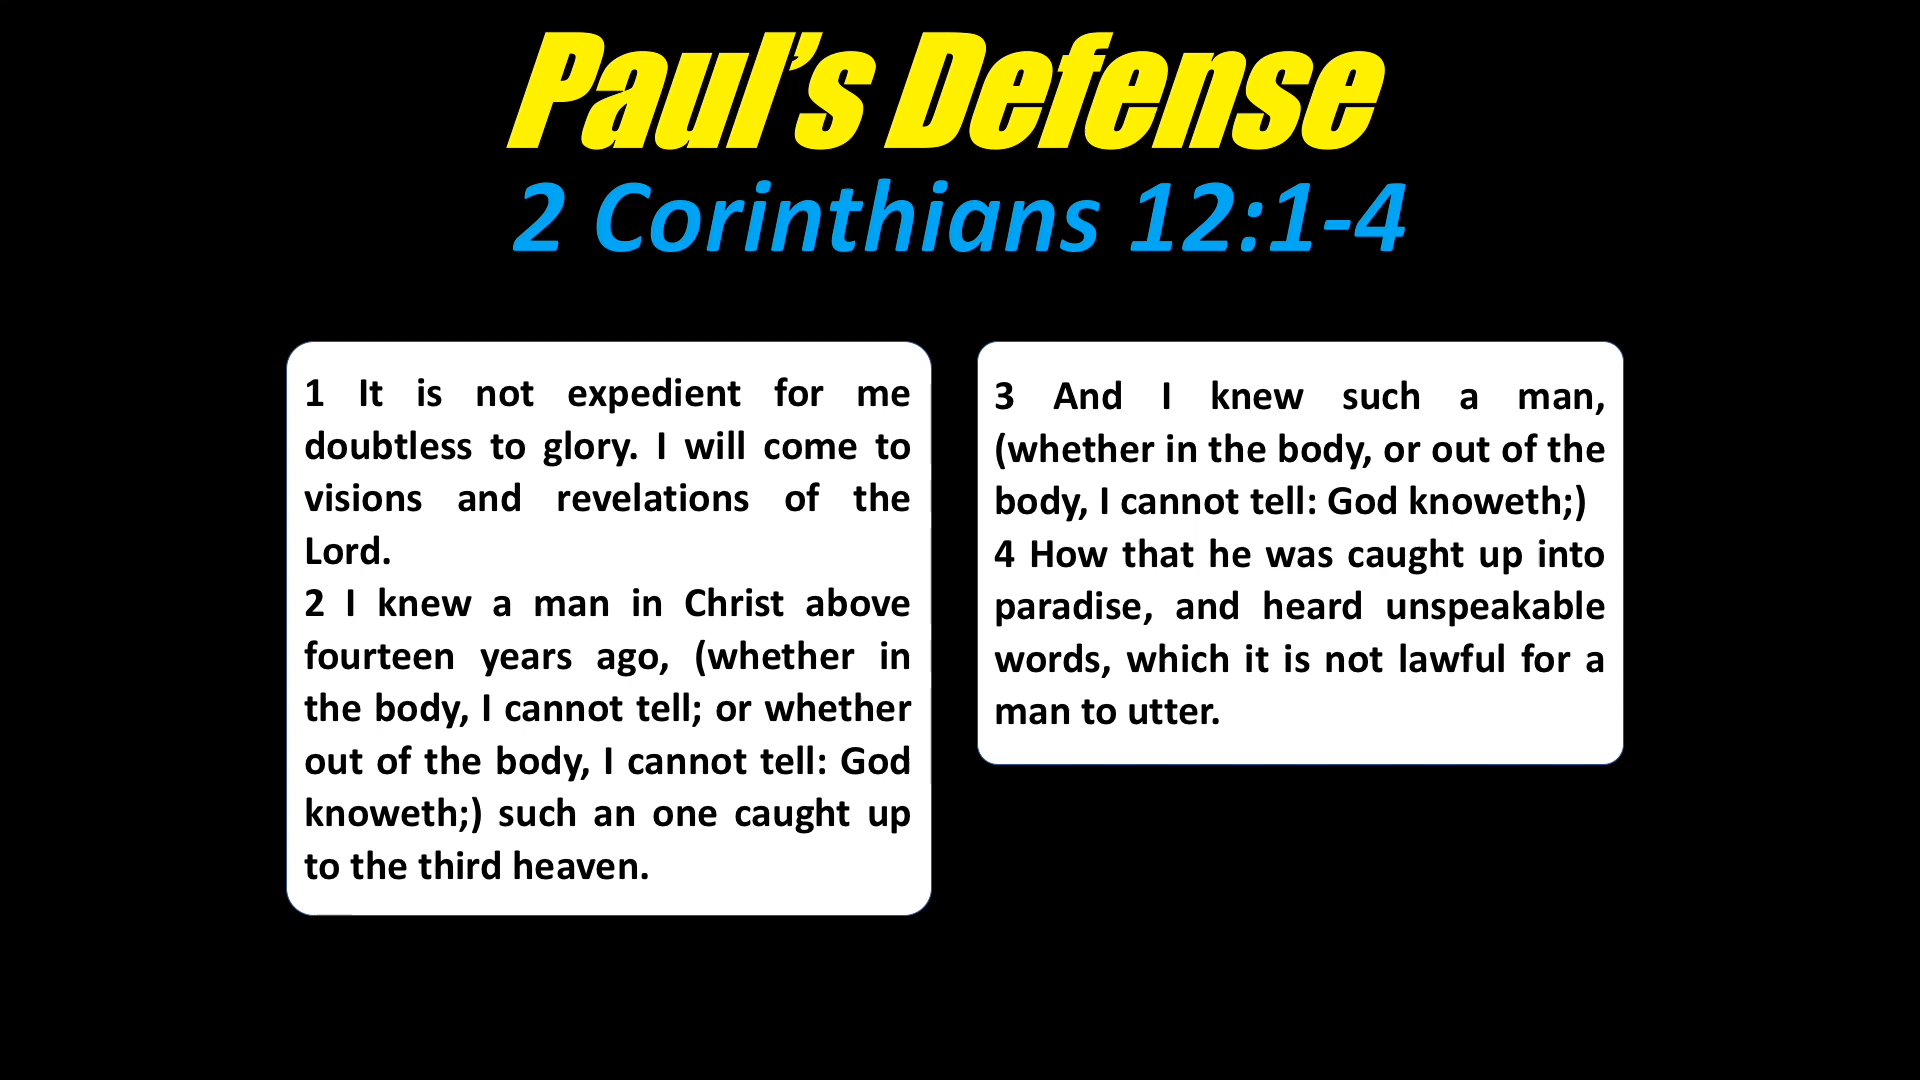 Paul’s Defense
2 Corinthians 12:1-4
1 It is not expedient for me
doubtless to glory. I will come to
visions and revelations of the
Lord.
2 I knew a man in Christ above
fourteen years ago, (whether in
the body, I cannot tell; or whether
out of the body, I cannot tell: God
knoweth;) such an one caught up
to the third heaven.
3 And I knew such a man,
(whether in the body, or out of the
body, I cannot tell: God knoweth;)
4 How that he was caught up into
paradise, and heard unspeakable
words, which it is not lawful for a
man to utter.